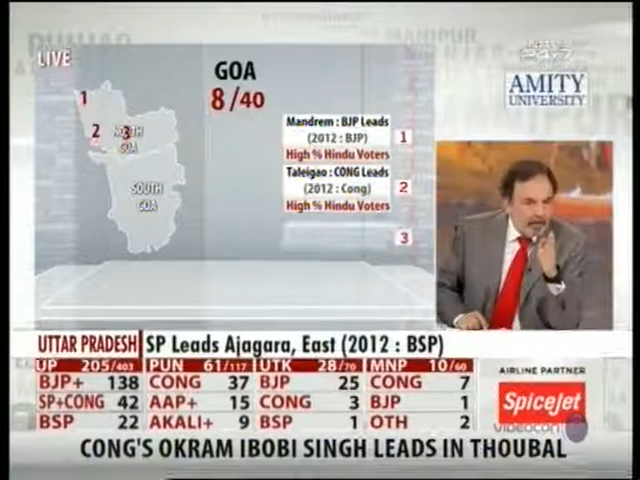 LIVE
GOA
8/40
AMITY
UNIVERSITY
1
2
3
NORTH
GOA
SOUTH
GOA
Mandrem : BJP Leads
(2012 : BJP)
High % Hindu Voters
1
Taleigao : CONG Leads
(2012 : Cong)
High % Hindu Voters
2
3
UTTAR PRADESH
SP Leads Ajagara, East (2012 : BSP)
UP 205/403
BJP+ 138
SP+CONG 42
BSP 22
PUN 61/117
CONG 37
AAP+ 15
AKALI+ 9
UTK 28/70
BJP 25
CONG 3
BSP 1
MNP 10/60
CONG 7
BJP 1
OTH 2
AIRLINE PARTNER
SpiceJet
VIDEOCON
CONG'S OKRAM IBOBI SINGH LEADS IN THOUBAL